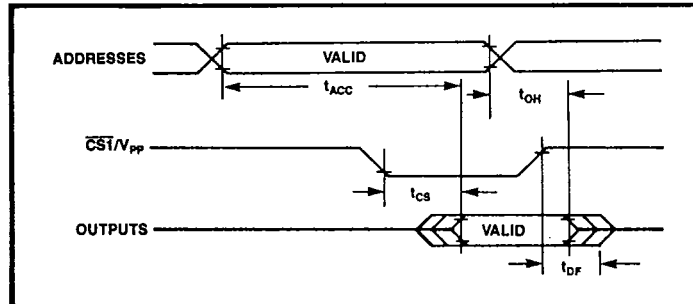 ADDRESSES
VALID
tACC
tOH
CS1/VPP
tCS
OUTPUTS
VALID
tDF